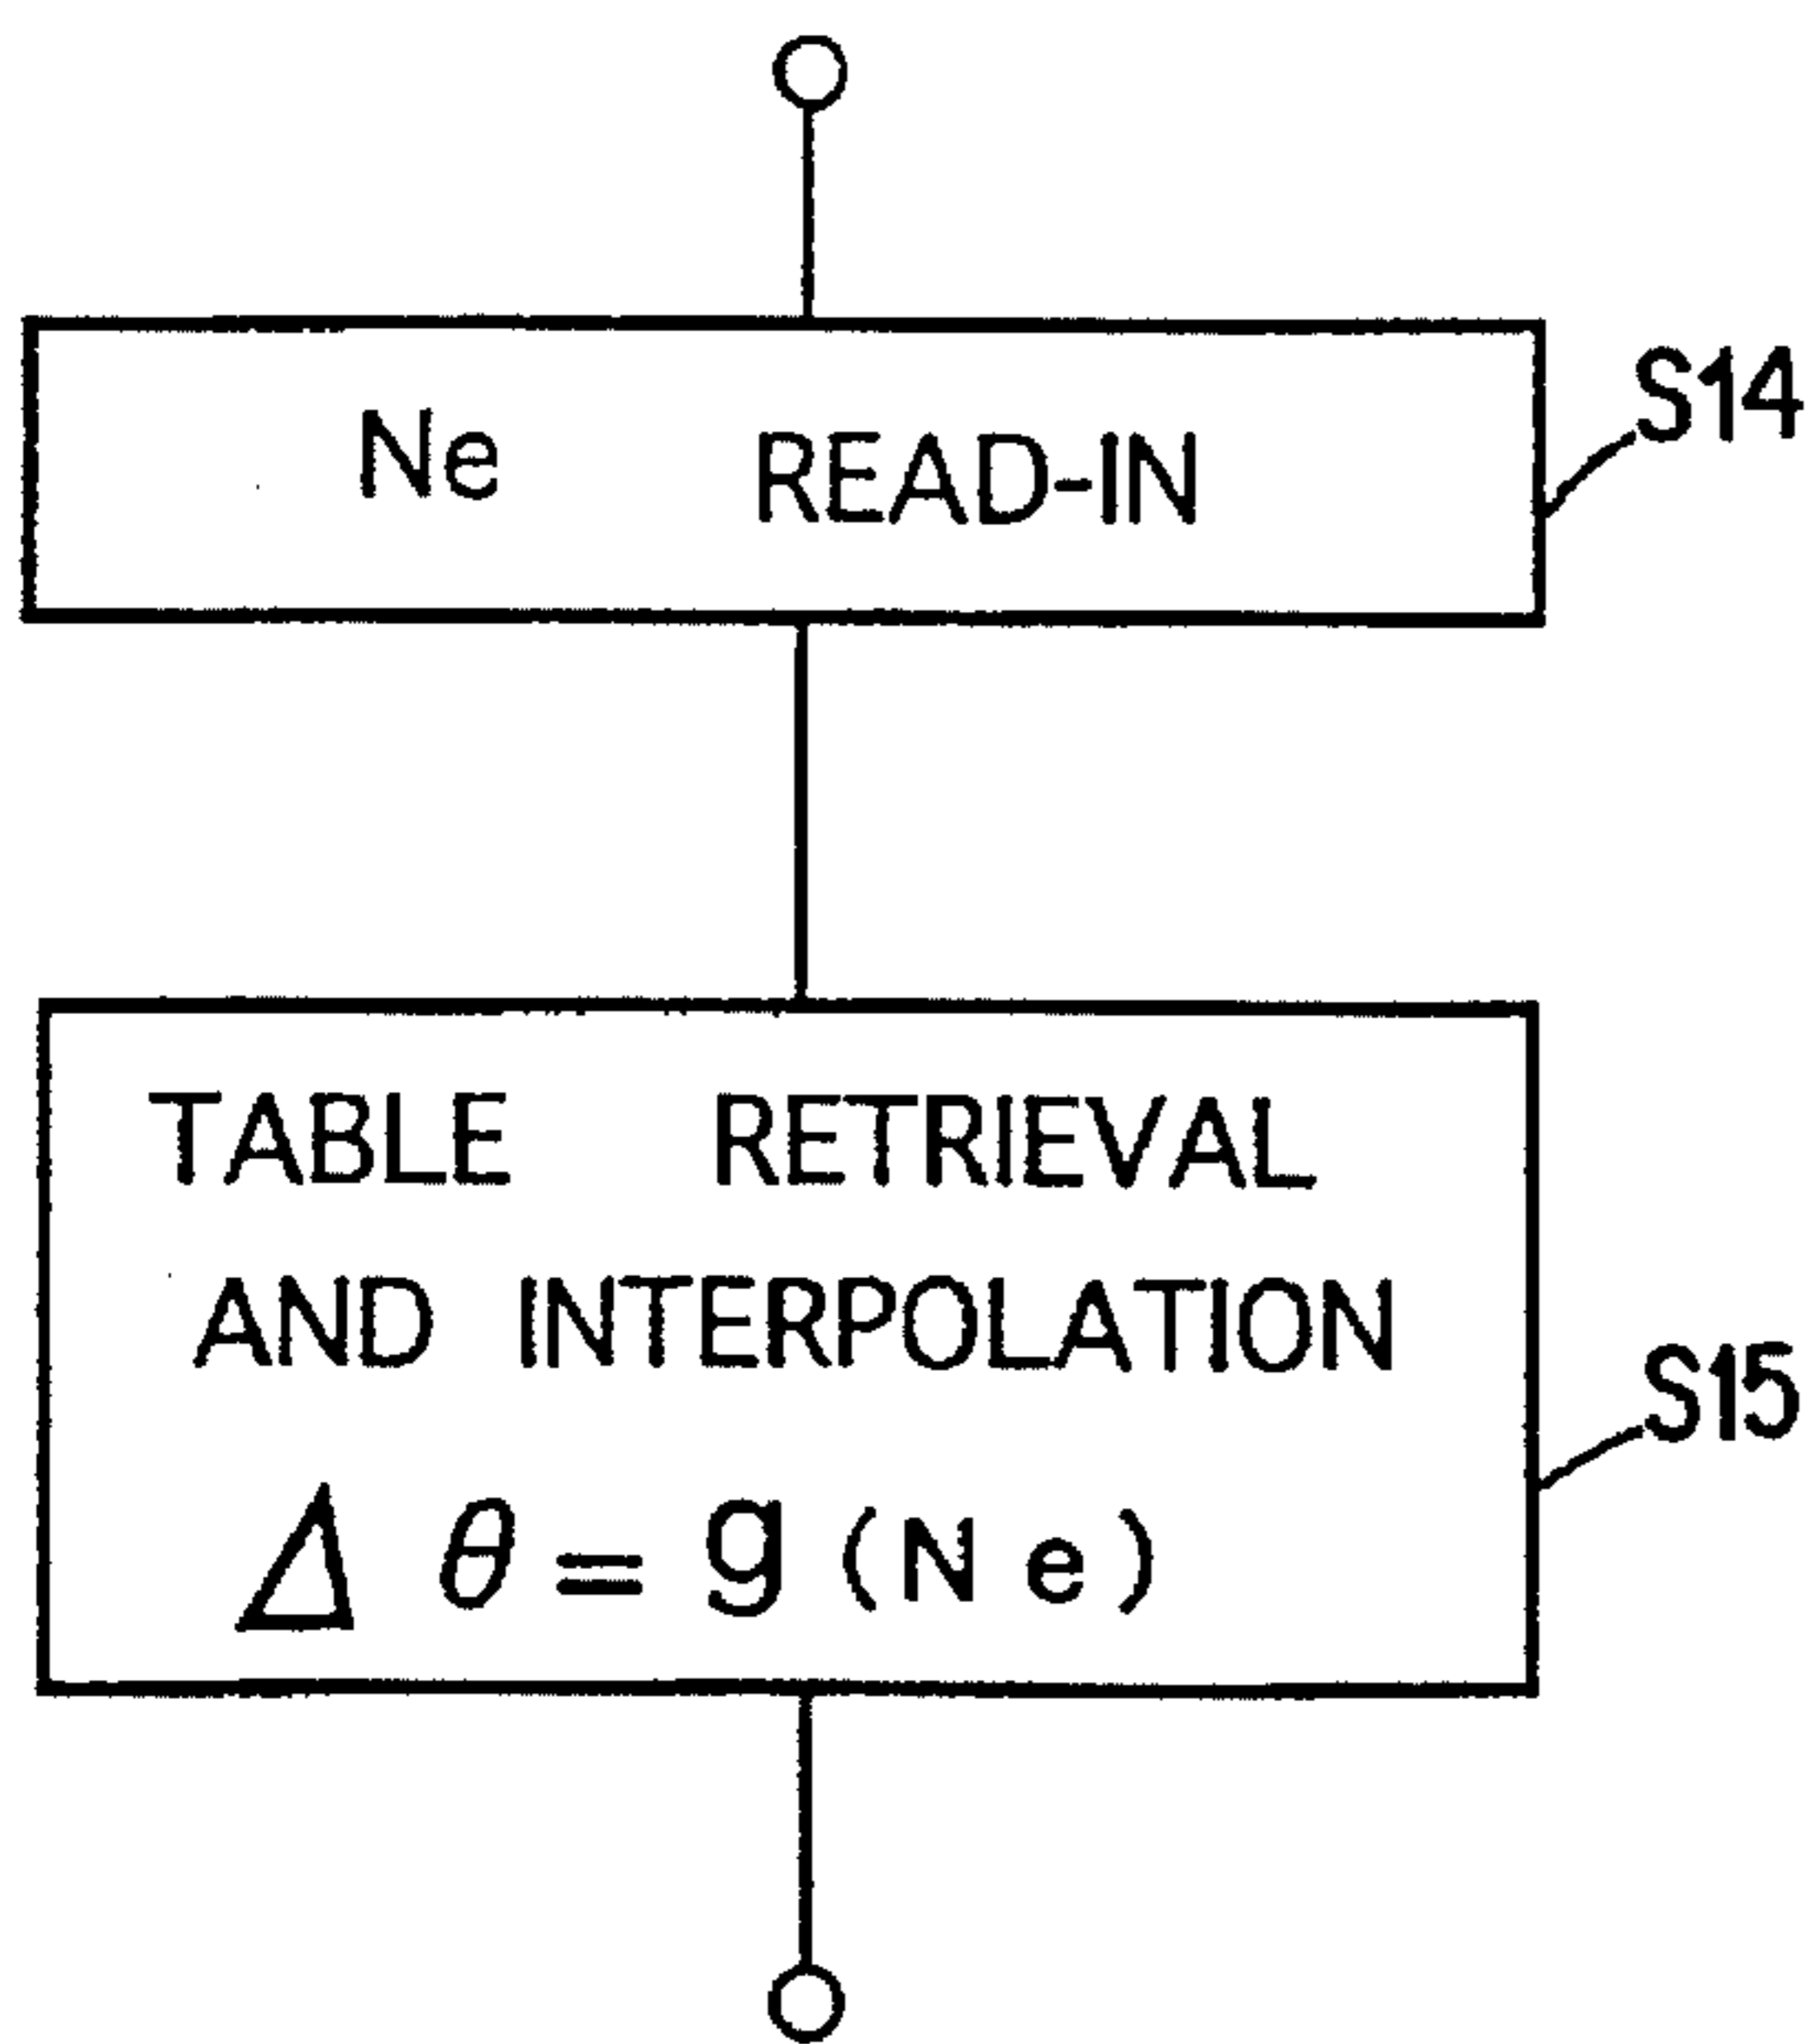 Ne READ-IN
S14
TABLE RETRIEVAL
AND INTERPOLATION
S15
Δθ=g(Ne)